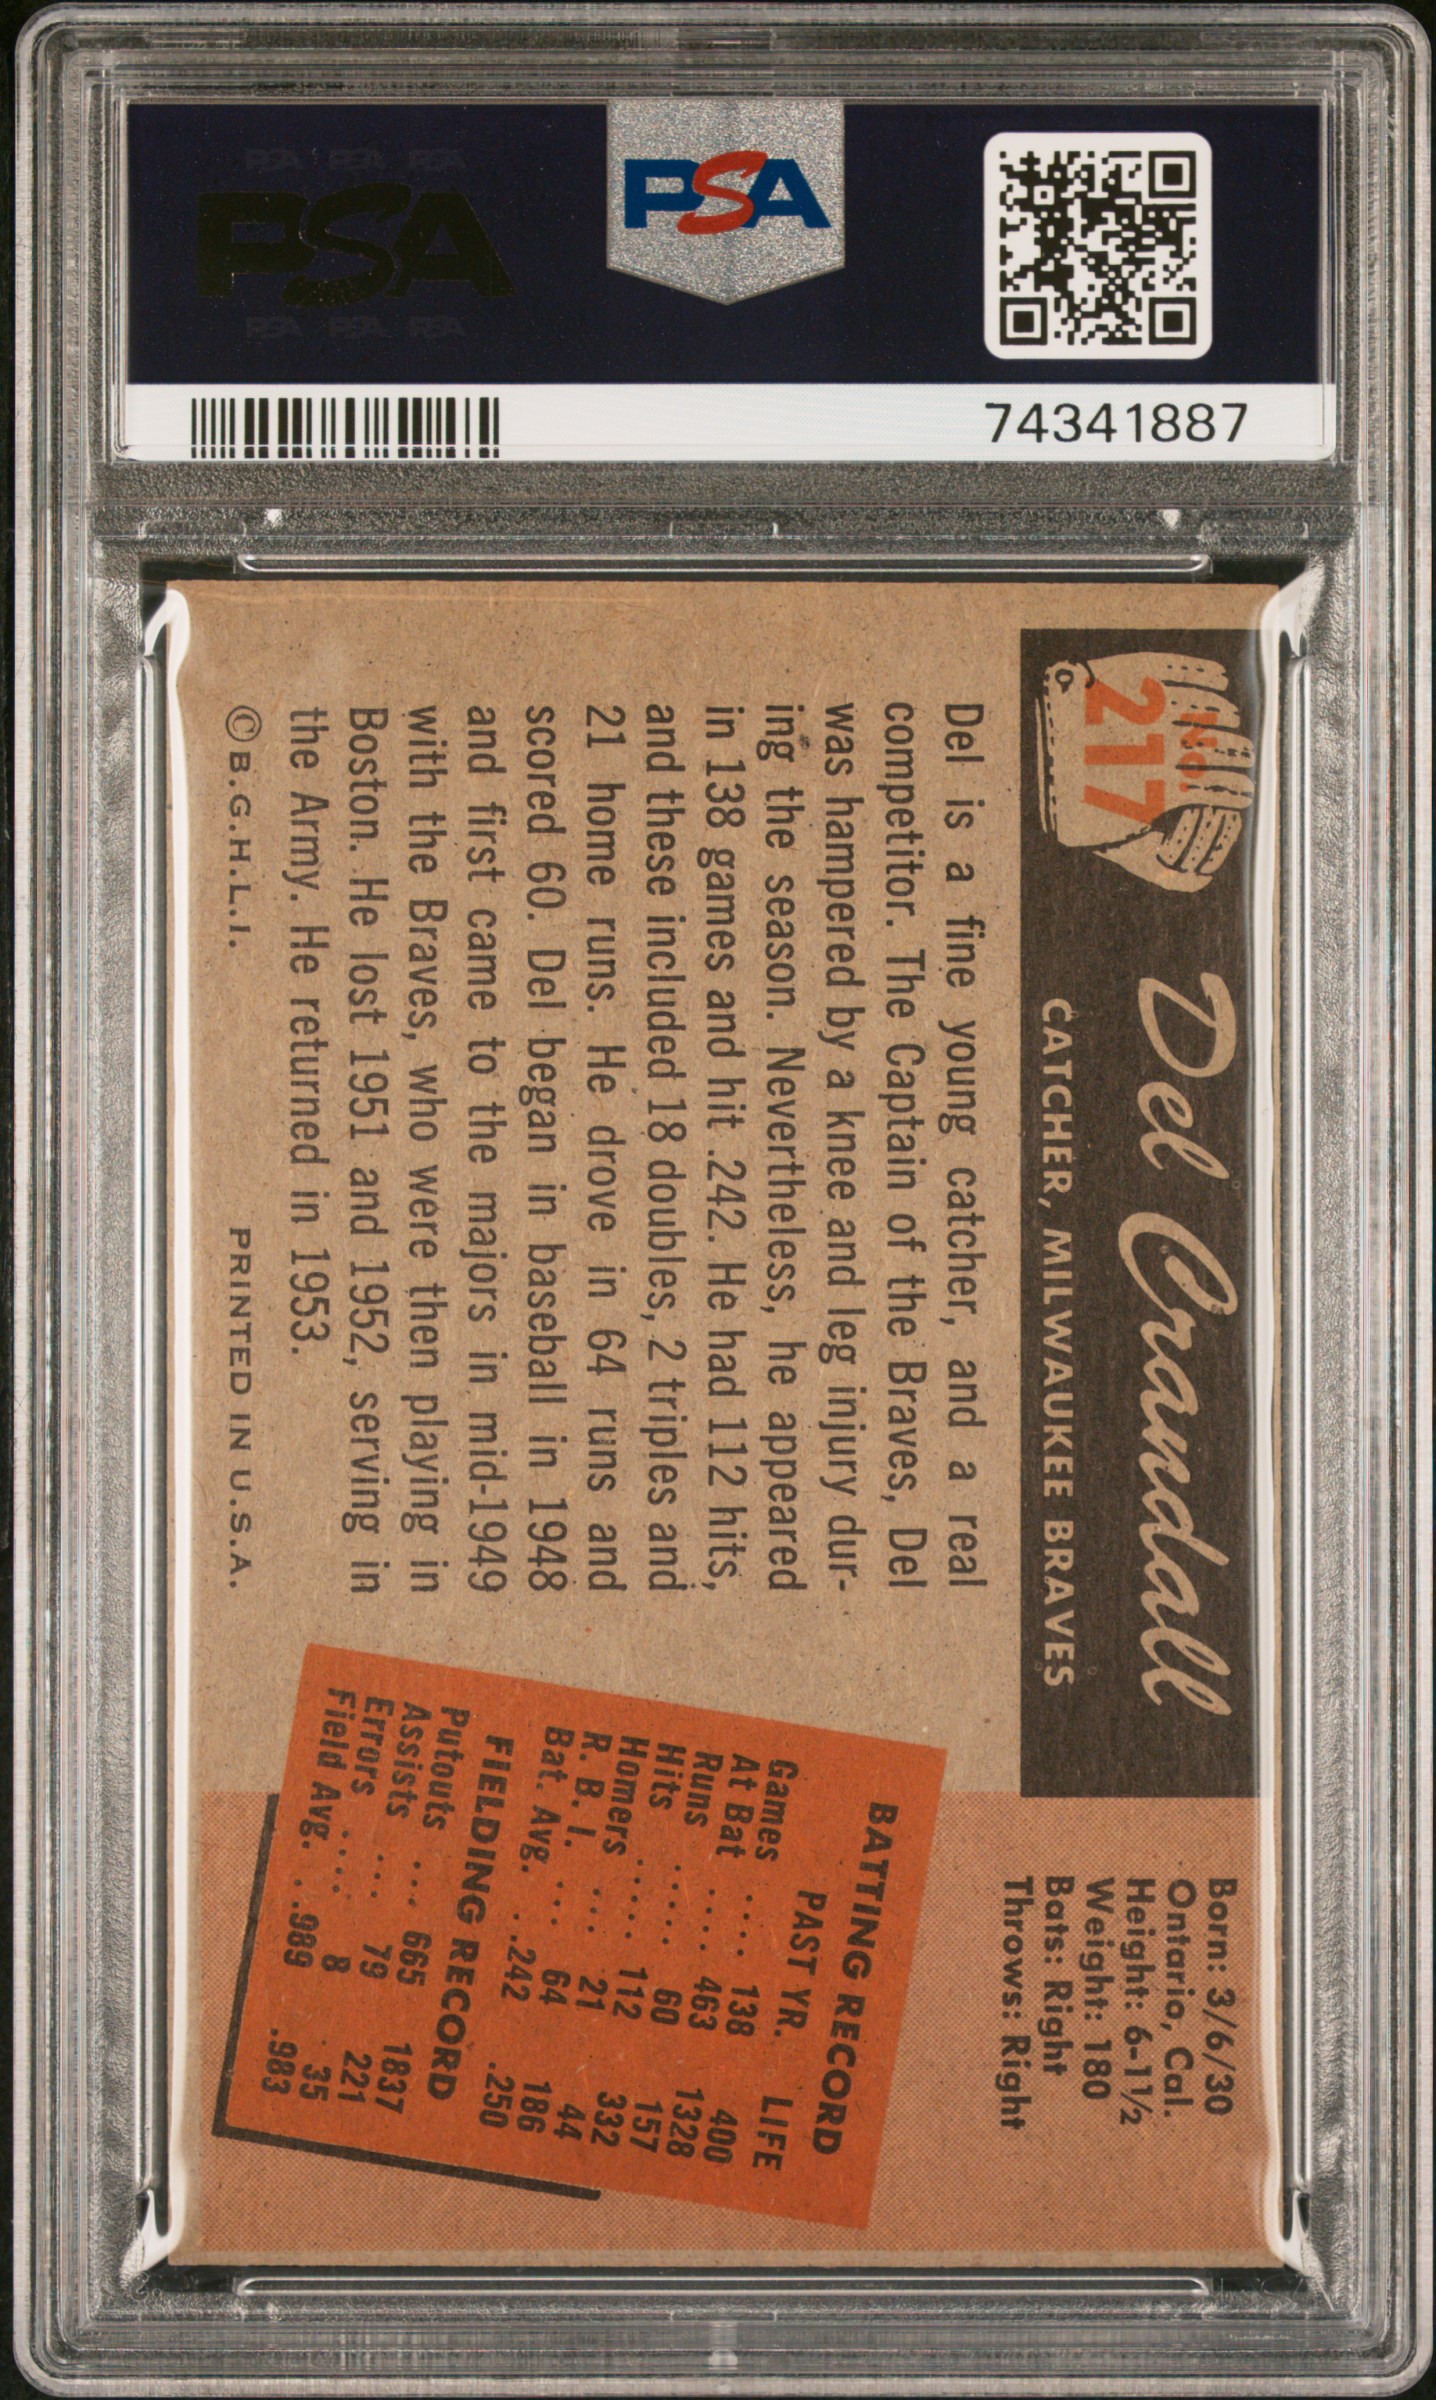 PSA PSA PSA
PSA
PSA PSA PSA
PSA
74341887
No.
217
Del Crandall
CATCHER, MILWAUKEE BRAVES
Born: 3/6/30
Ontario, Cal.
Height: 6-1½
Weight: 180
Bats: Right
Throws: Right
Del is a fine young catcher, and a real
competitor. The Captain of the Braves, Del
was hampered by a knee and leg injury dur-
ing the season. Nevertheless, he appeared
in 138 games and hit .242. He had 112 hits,
and these included 18 doubles, 2 triples and
21 home runs. He drove in 64 runs and
scored 60. Del began in baseball in 1948
and first came to the majors in mid-1949
with the Braves, who were then playing in
Boston. He lost 1951 and 1952, serving in
the Army. He returned in 1953.
© B.G.H.L.I. PRINTED IN U.S.A.
BATTING RECORD
PAST YR. LIFE
Games .... 138 400
At Bat .... 463 1328
Runs .... 60 157
Hits .... 112 332
Homers .... 21 44
R. B. I. ... 64 186
Bat. Avg. ..242 .250
FIELDING RECORD
Putouts ... 665 1837
Assists ... 79 221
Errors .... 8 35
Field Avg. ..989 .983